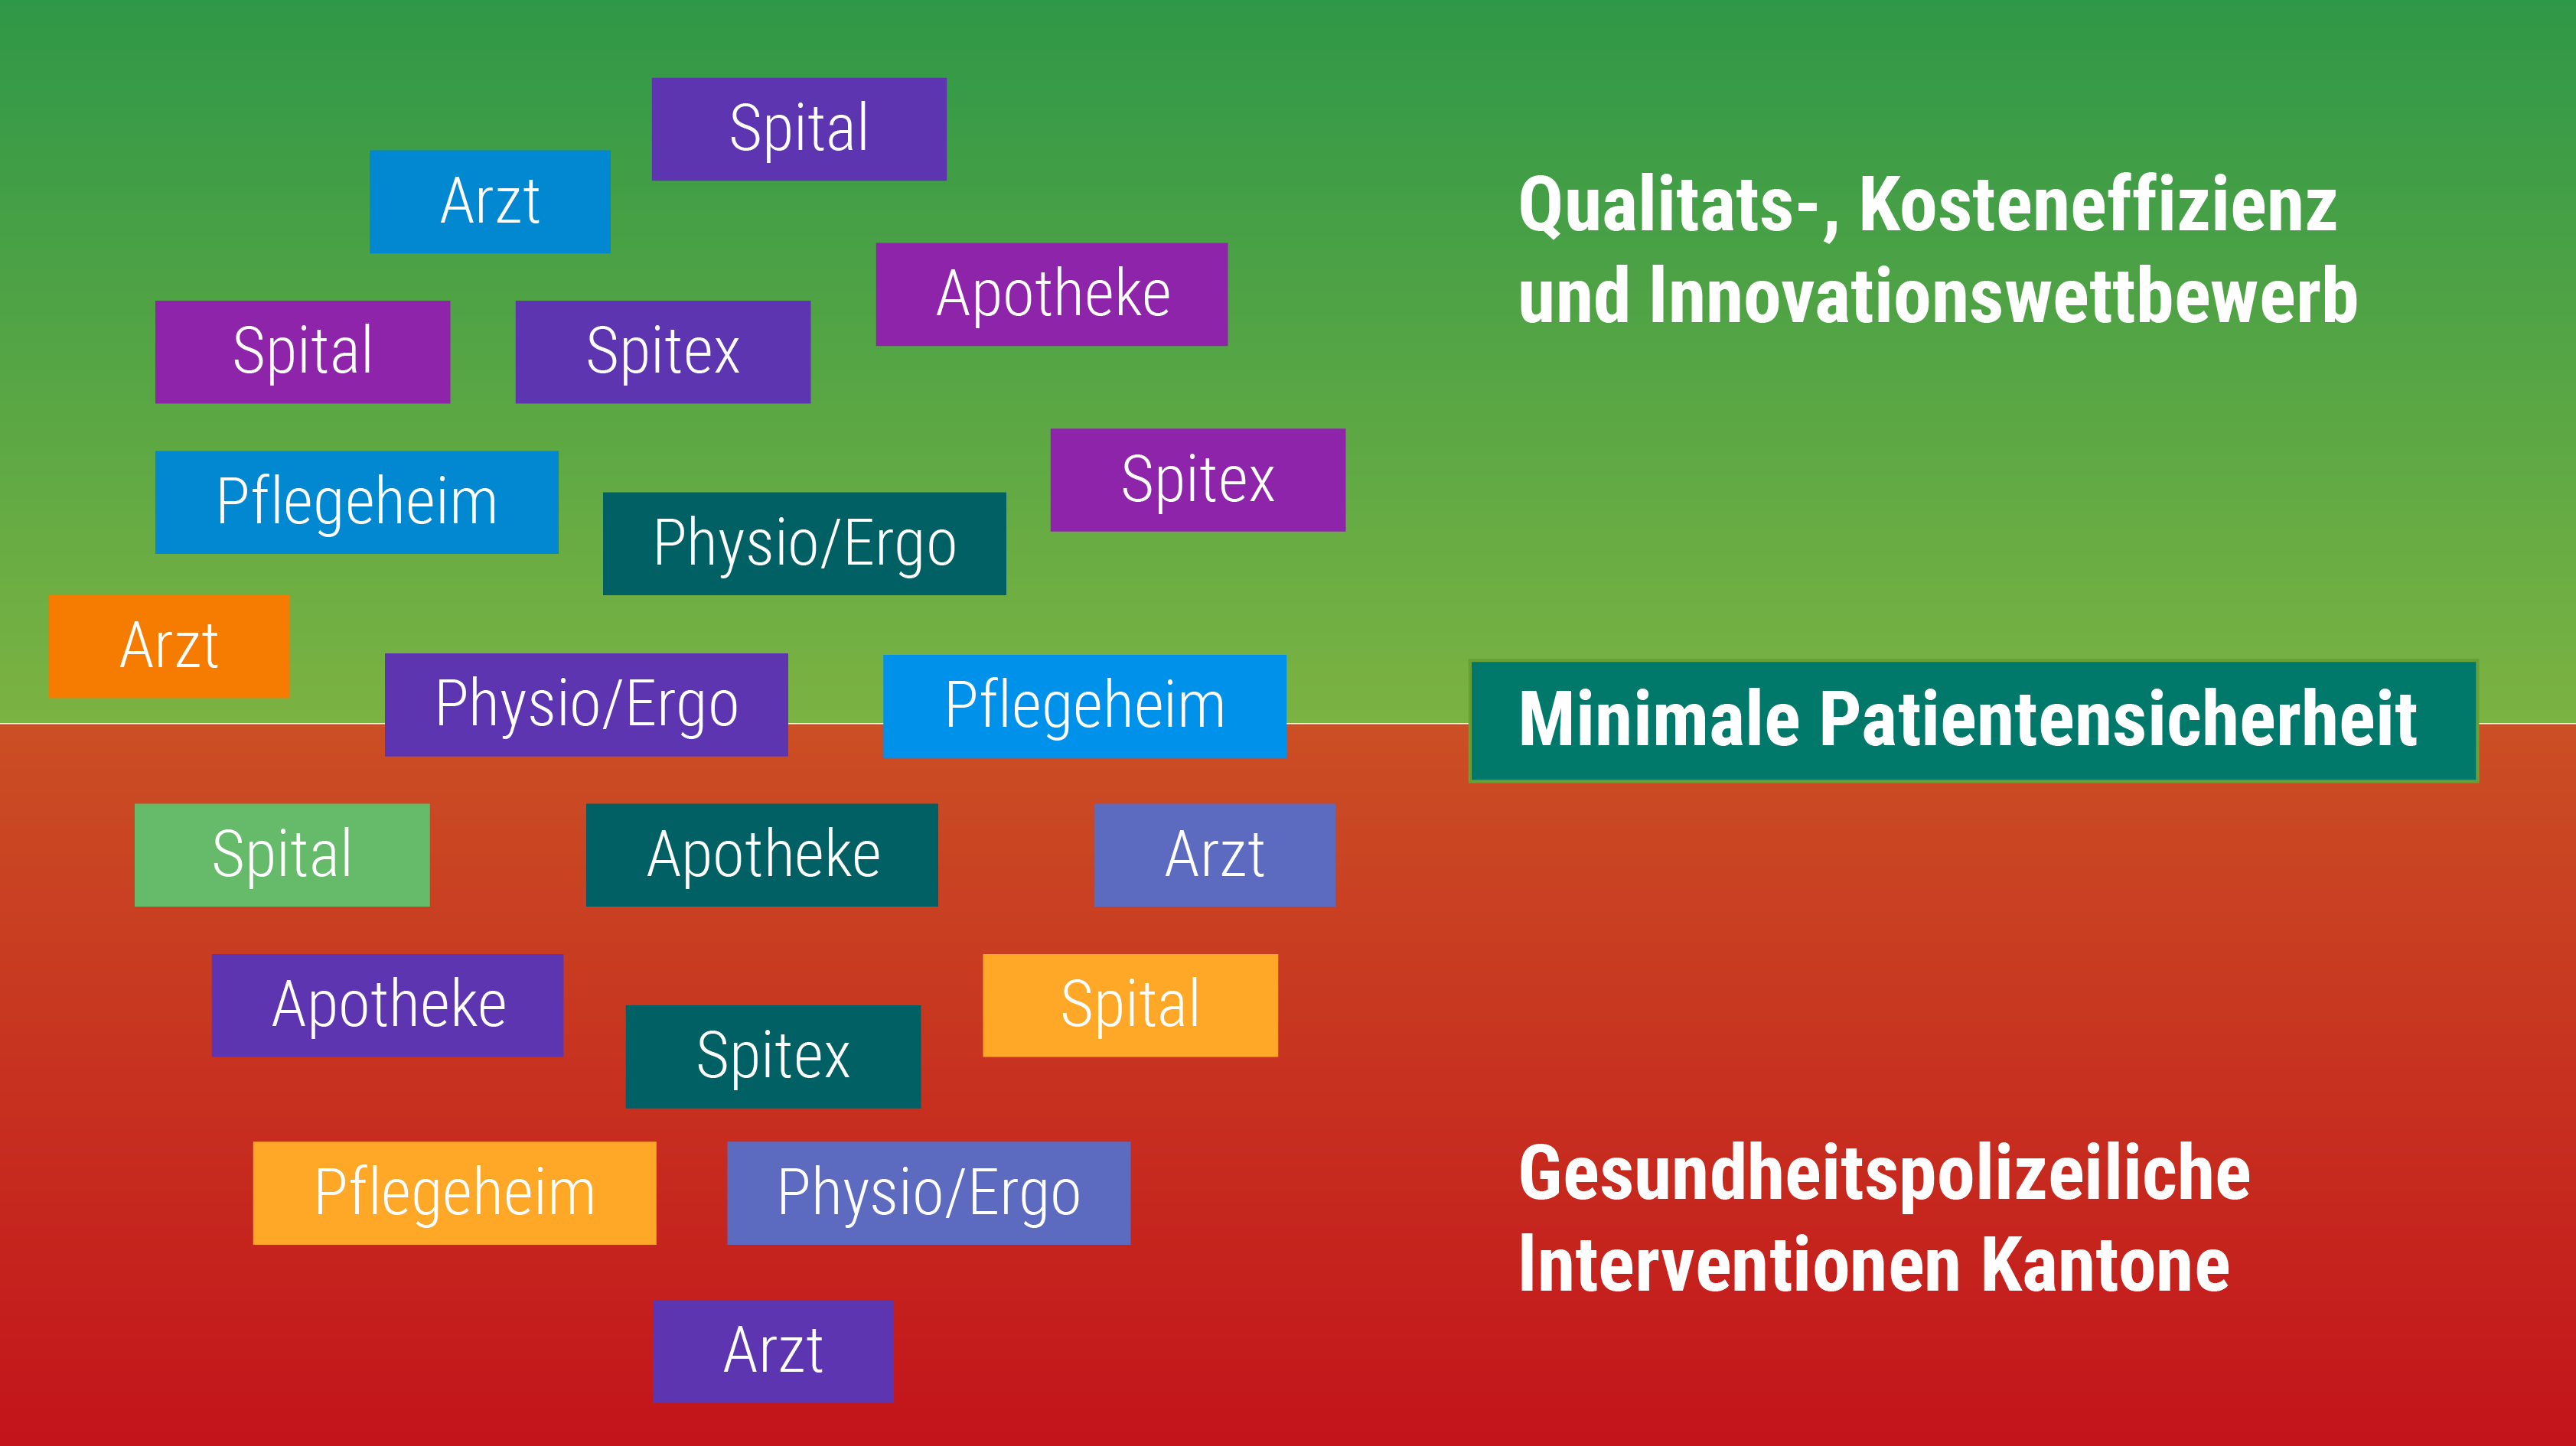 Spital
Arzt
Apotheke
Spital
Spitex
Spitex
Pflegeheim
Physio/Ergo
Arzt
Physio/Ergo
Pflegeheim
Spital
Apotheke
Arzt
Apotheke
Spital
Spitex
Pflegeheim
Physio/Ergo
Arzt
Qualitats-, Kosteneffizienz
und Innovationswettbewerb
Minimale Patientensicherheit
Gesundheitspolizeiliche
Interventionen Kantone